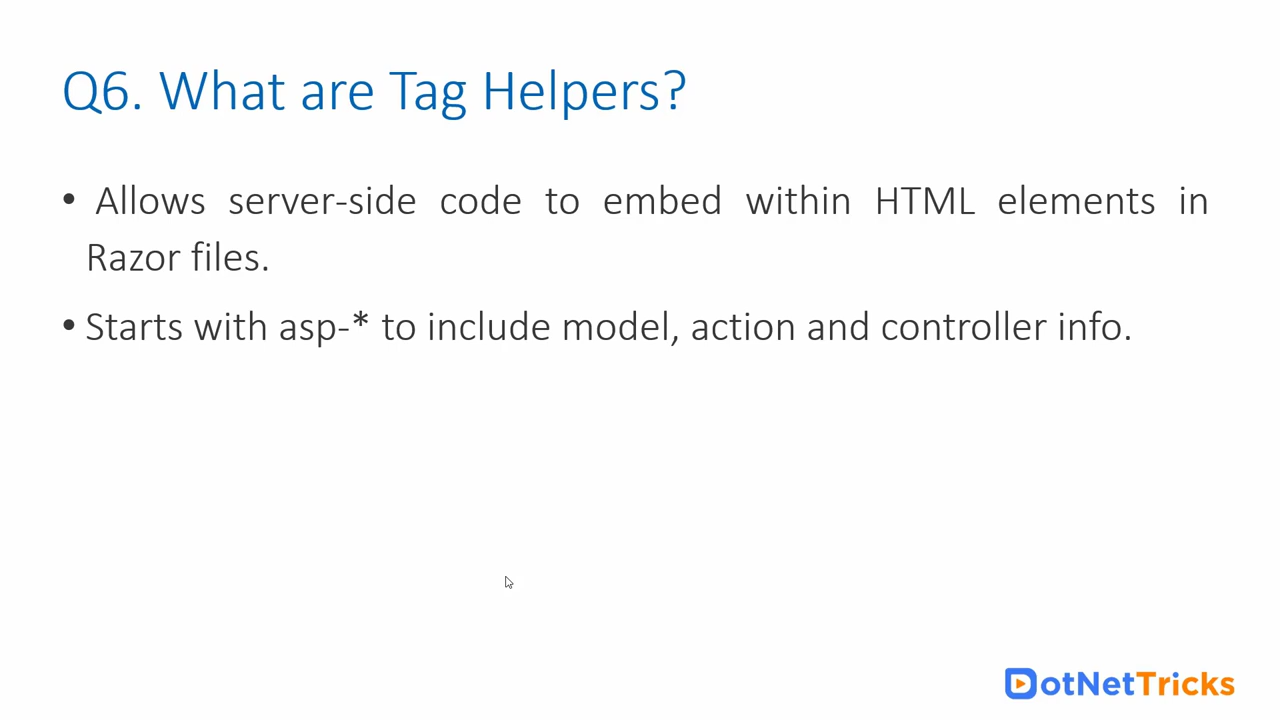 Q6. What are Tag Helpers?
• Allows server-side code to embed within HTML elements in
Razor files.
• Starts with asp-* to include model, action and controller info.
DotNetTricks